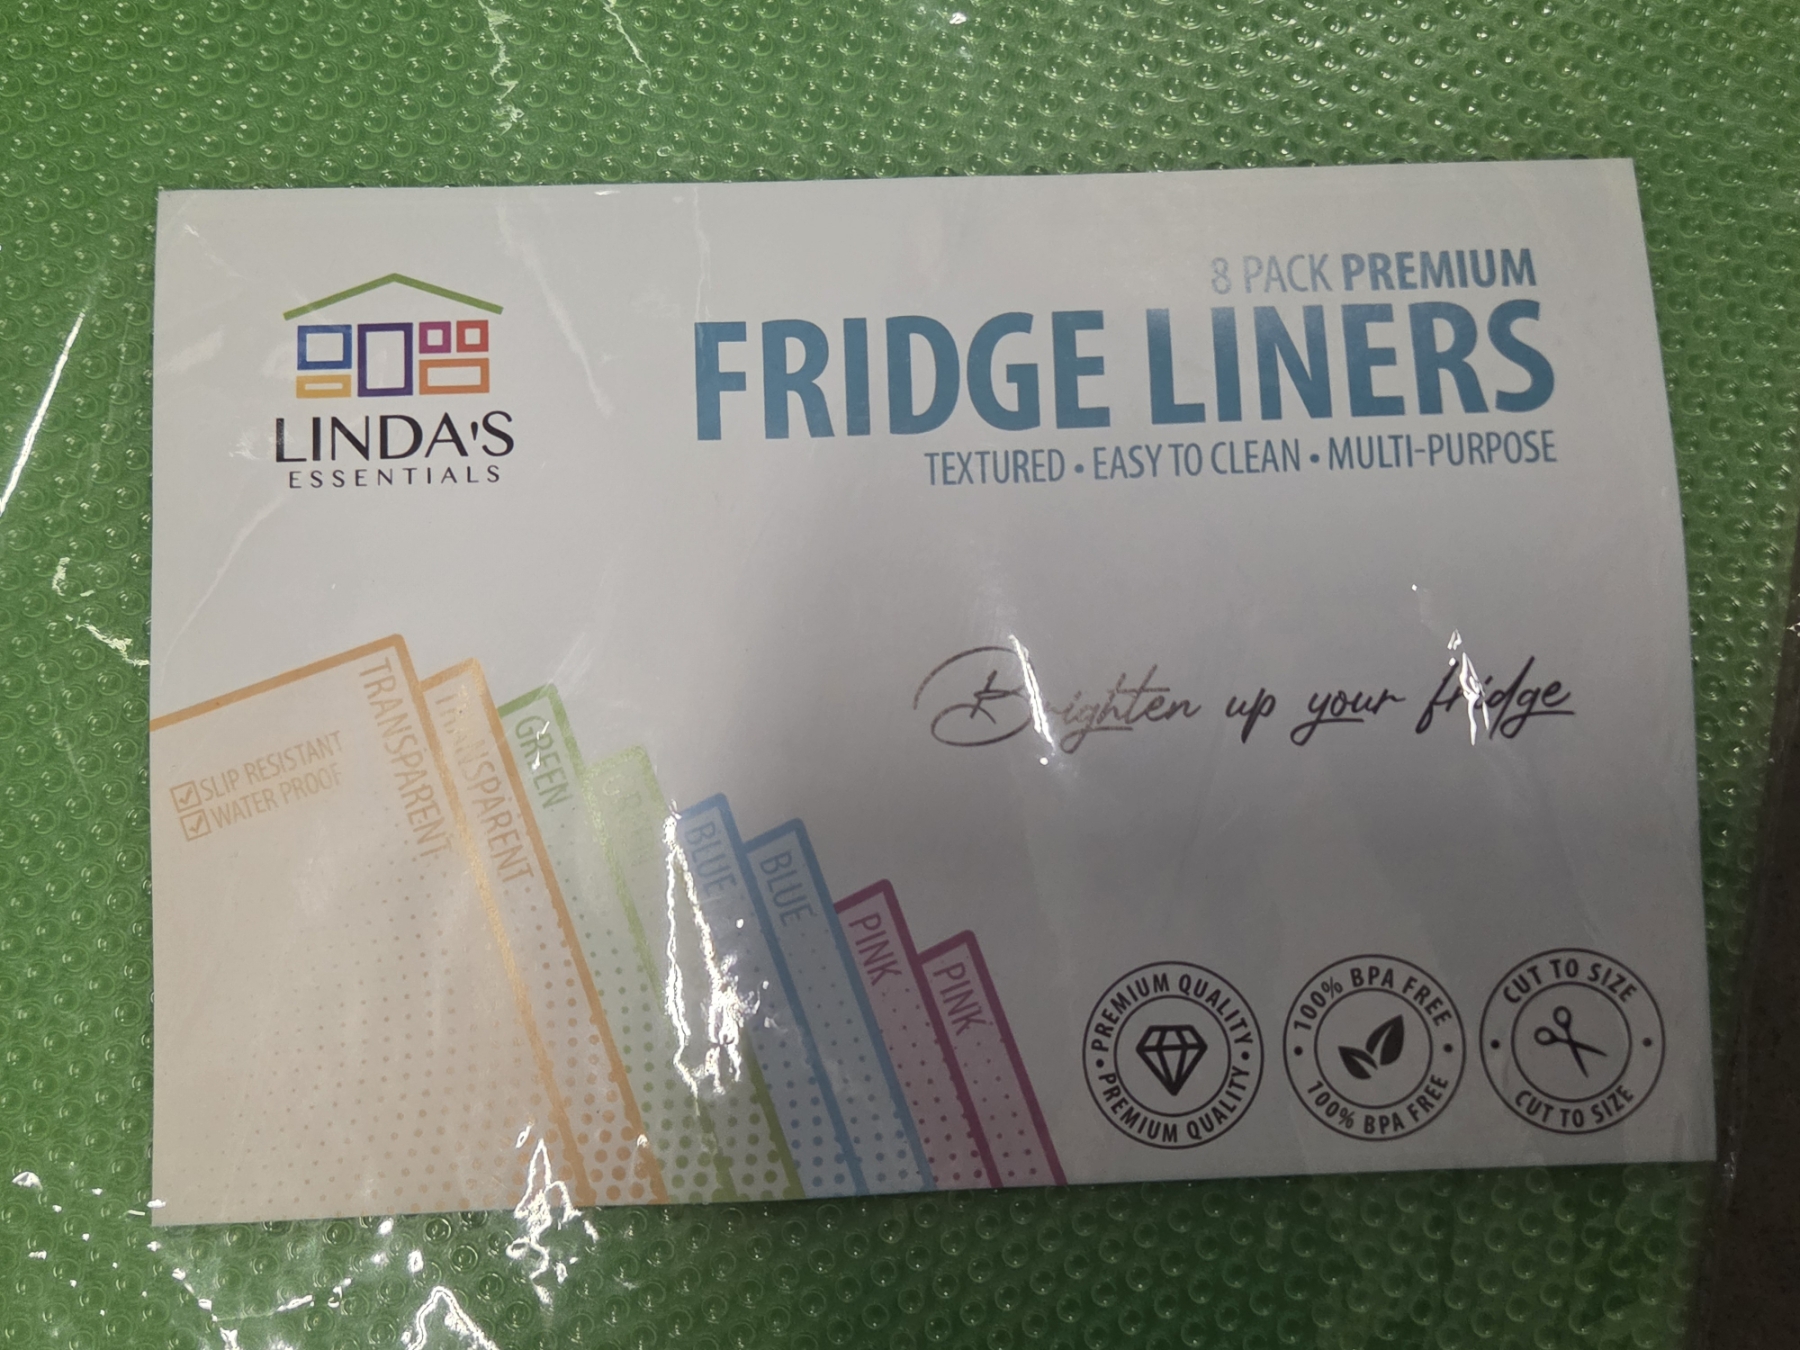 LINDA'S
ESSENTIALS
8 PACK PREMIUM
FRIDGE LINERS
TEXTURED • EASY TO CLEAN • MULTI-PURPOSE
Brighten up your fridge
SLIP RESISTANT
WATER PROOF
TRANSPARENT
TRANSPARENT
GREEN
GREEN
BLUE
BLUE
PINK
PINK
• PREMIUM QUALITY •
PREMIUM QUALITY
• 100% BPA FREE •
100% BPA FREE
• CUT TO SIZE •
CUT TO SIZE